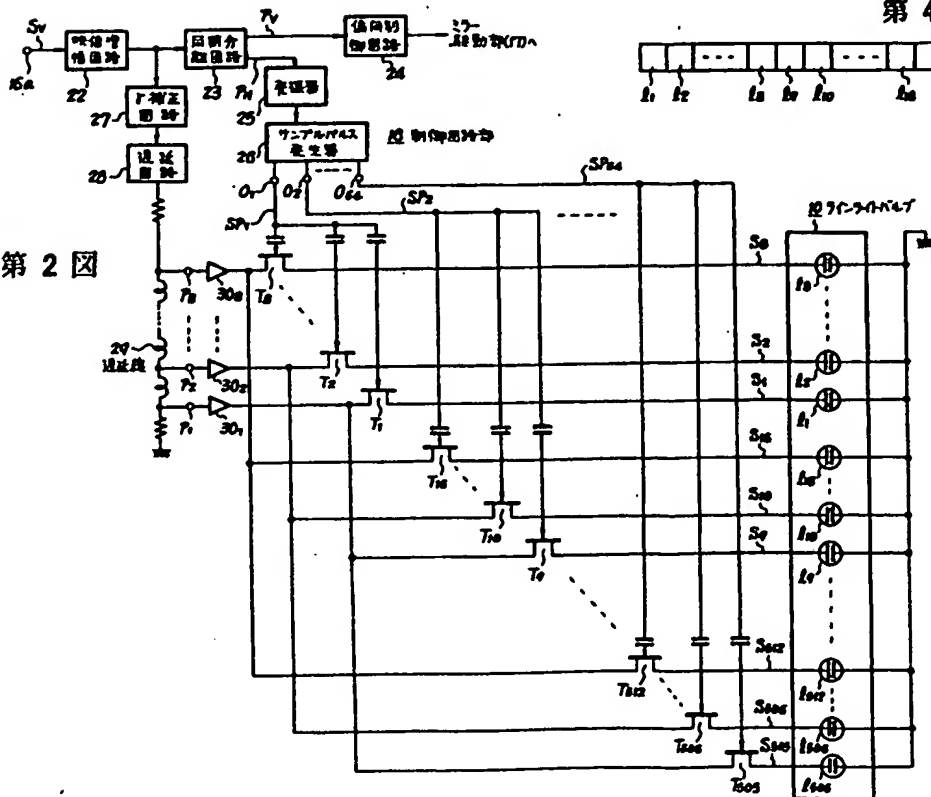 第 4
Sv
16a
映像増
幅回路
22
同期分
離回路
23
PV
偏向制
御回路
24
ミラー
駆動部(17)へ
PH
発振器
25
γ補正
回路
27
遅延
回路
28
サンプルパルス
発生器
26
18 制御回路部
O1
O2
O64
SP1
SP2
SP64
l1
l2
l8
l9
l10
l16
第 2 図
P8
308
T8
S8
l8
10 ラインライトバルブ
29
遅延線
P2
302
T2
S2
l2
P1
301
T1
S1
l1
T16
S16
l16
T10
S10
l10
T9
S9
l9
T512
S512
l512
T506
S506
l506
T505
S505
l505